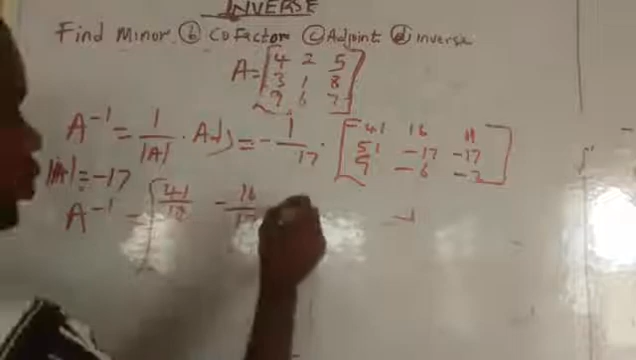 INVERSE
Find Minor ⓑ Cofactor ⓒ Adjoint ⓓ inverse
A = [4 2 5
3 1 8
9 6 7]
A⁻¹ = 1/|A| · Adj = -1/17 · [41 16 11
51 -17 -17
9 -6 -2]
|A| = -17
A⁻¹ = [41/17 -16/17